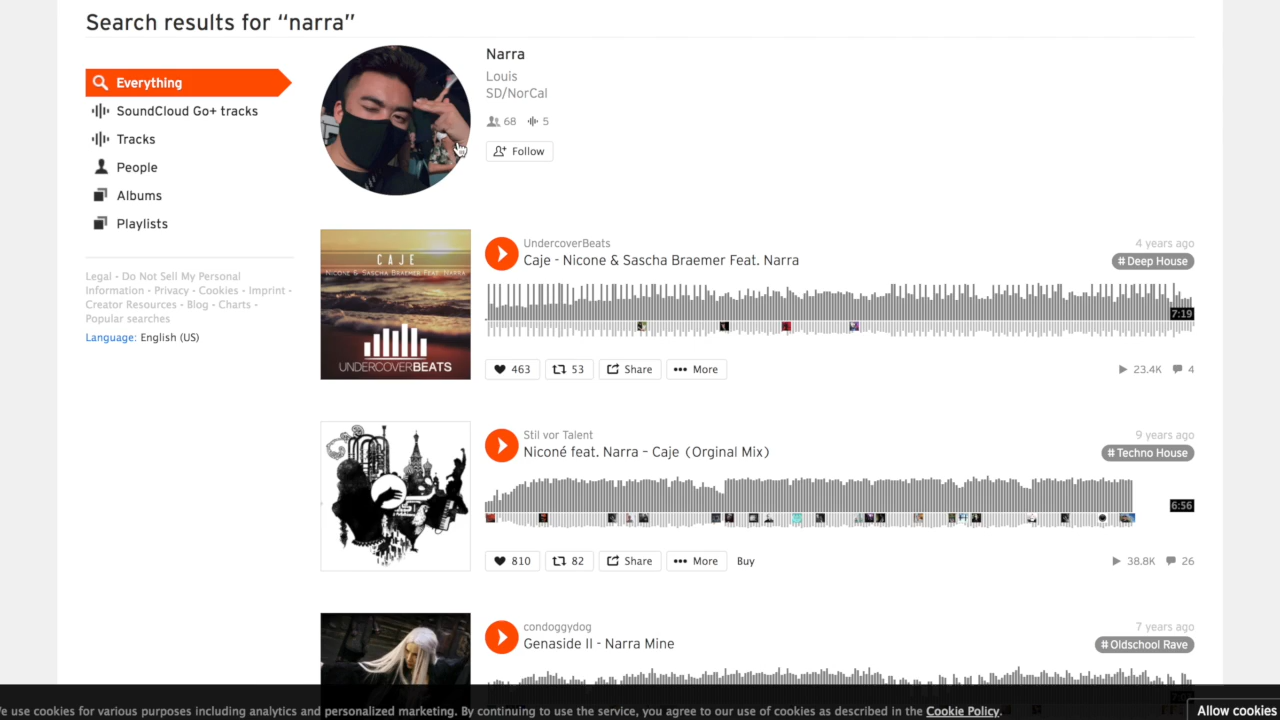 Search results for “narra”
Everything
SoundCloud Go+ tracks
Tracks
People
Albums
Playlists
Legal - Do Not Sell My Personal
Information - Privacy - Cookies - Imprint -
Creator Resources - Blog - Charts -
Popular searches
Language: English (US)
Narra
Louis
SD/NorCal
68 5
Follow
CAJE
NICONE & SASCHA BRAEMER FEAT. NARRA
UNDERCOVERBEATS
UndercoverBeats
4 years ago
Caje - Nicone & Sascha Braemer Feat. Narra
# Deep House
7:19
463 53 Share More
23.4K 4
Stil vor Talent
9 years ago
Niconé feat. Narra – Caje (Orginal Mix)
# Techno House
6:56
810 82 Share More Buy
38.8K 26
condoggydog
7 years ago
Genaside II - Narra Mine
# Oldschool Rave
e use cookies for various purposes including analytics and personalized marketing. By continuing to use the service, you agree to our use of cookies as described in the Cookie Policy.
Allow cookies